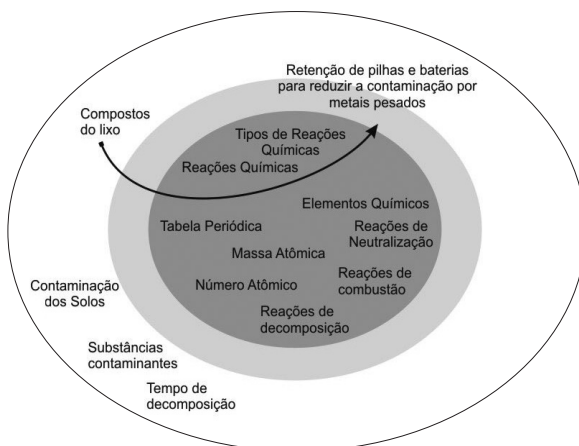 Retenção de pilhas e baterias
para reduzir a contaminação por
metais pesados
Compostos
do lixo
Tipos de Reações
Químicas
Reações Químicas
Elementos Químicos
Tabela Periódica
Reações de
Neutralização
Massa Atômica
Reações de
combustão
Número Atômico
Reações de
decomposição
Contaminação
dos Solos
Substâncias
contaminantes
Tempo de
decomposição